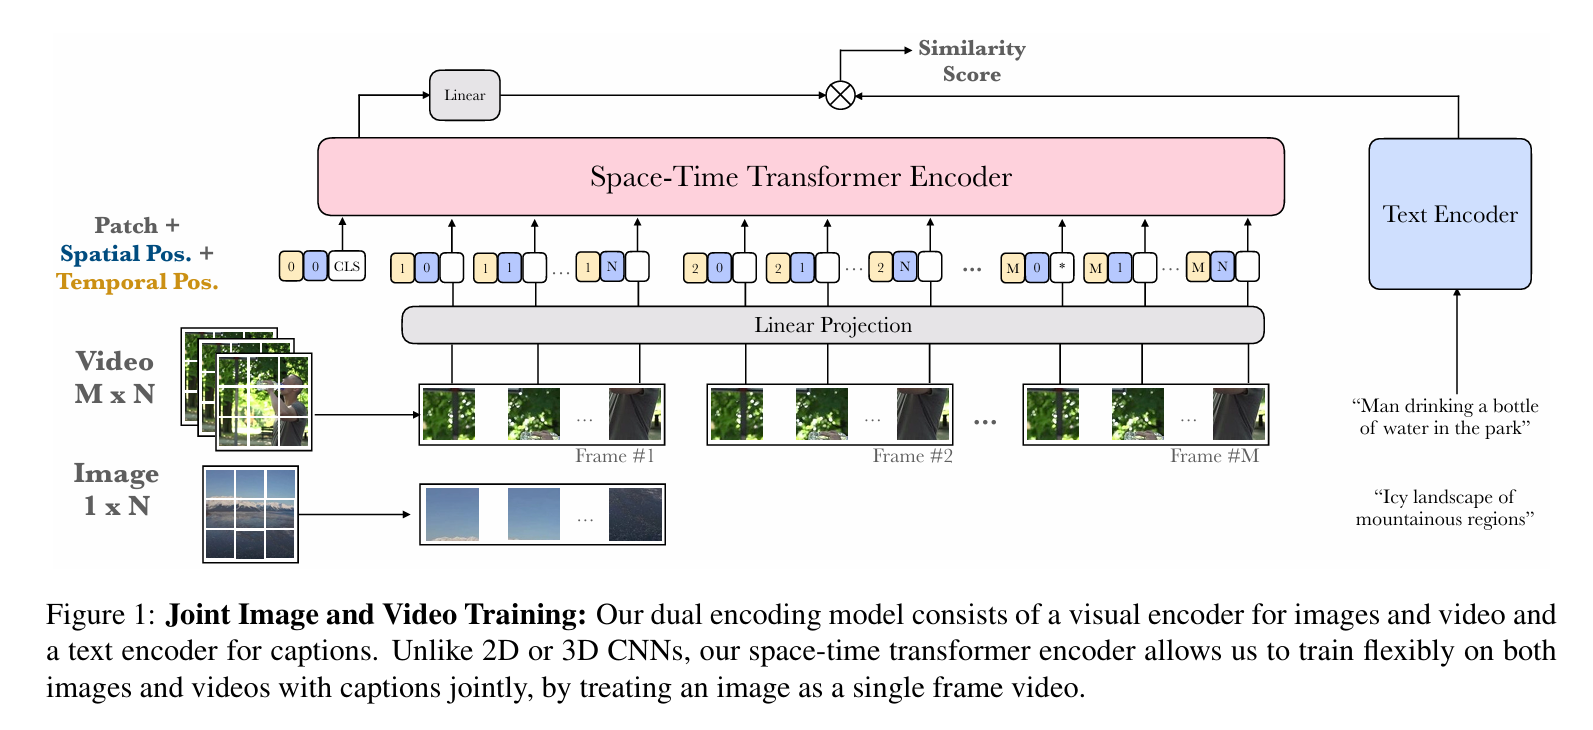 Similarity
Score
Linear
Space-Time Transformer Encoder
Text Encoder
Patch +
Spatial Pos. +
Temporal Pos.
0 0 CLS 1 0 1 1 ... 1 N 2 0 2 1 ... 2 N ... M 0 * M 1 ... M N
Linear Projection
Video
M x N
...
...
...
...
Frame #1
Frame #2
Frame #M
“Man drinking a bottle
of water in the park”
Image
1 x N
...
“Icy landscape of
mountainous regions”
Figure 1: Joint Image and Video Training: Our dual encoding model consists of a visual encoder for images and video and
a text encoder for captions. Unlike 2D or 3D CNNs, our space-time transformer encoder allows us to train flexibly on both
images and videos with captions jointly, by treating an image as a single frame video.